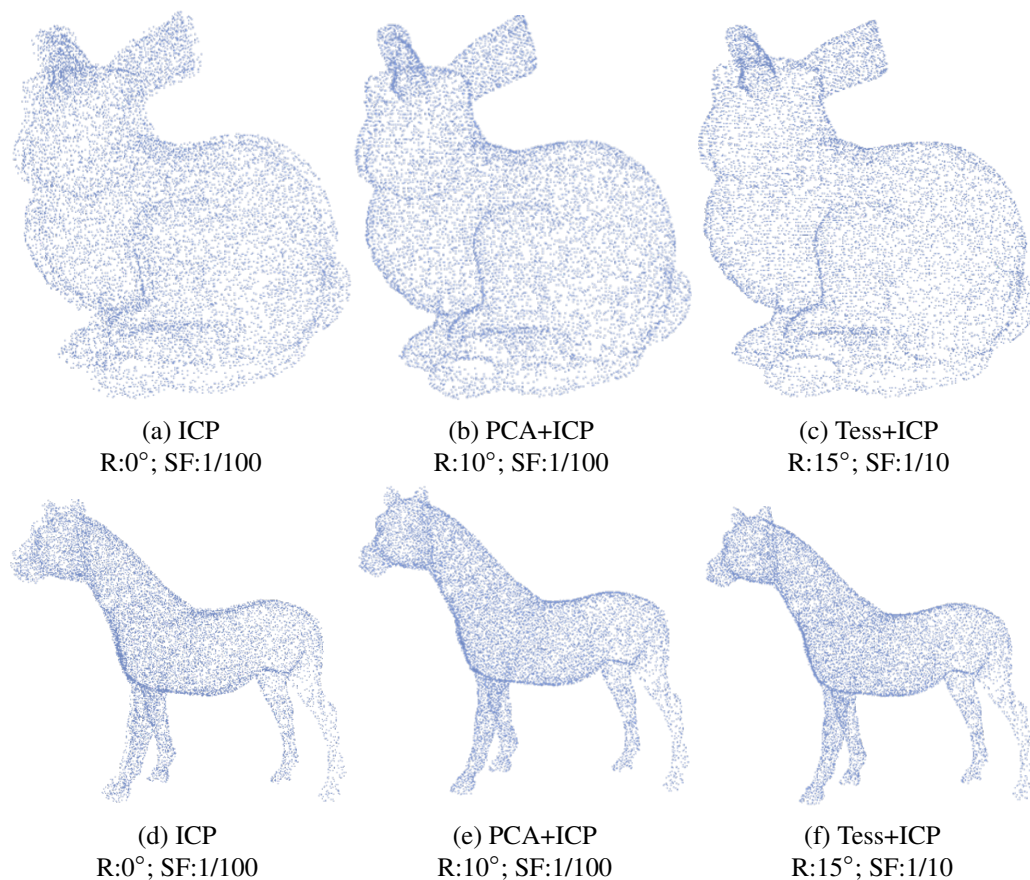 (a) ICP
R:0°; SF:1/100
(b) PCA+ICP
R:10°; SF:1/100
(c) Tess+ICP
R:15°; SF:1/10
(d) ICP
R:0°; SF:1/100
(e) PCA+ICP
R:10°; SF:1/100
(f) Tess+ICP
R:15°; SF:1/10